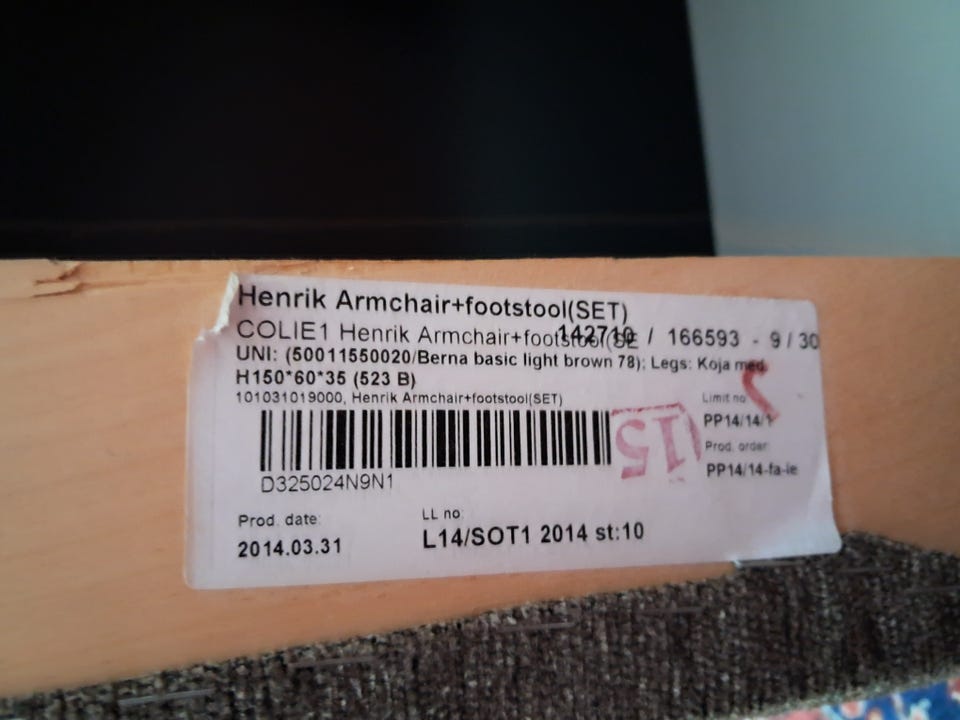 Henrik Armchair+footstool(SET)
COLIE1 Henrik Armchair+footstool(SE 142710 / 166593 - 9 / 30
UNI: (50011550020/Berna basic light brown 78); Legs: Koja med.
H150*60*35 (523 B)
101031019000, Henrik Armchair+footstool(SET)
Limit no
PP14/14/1
Prod. order:
PP14/14-fa-ie
15
D325024N9N1
Prod. date:
2014.03.31
LL no:
L14/SOT1 2014 st:10